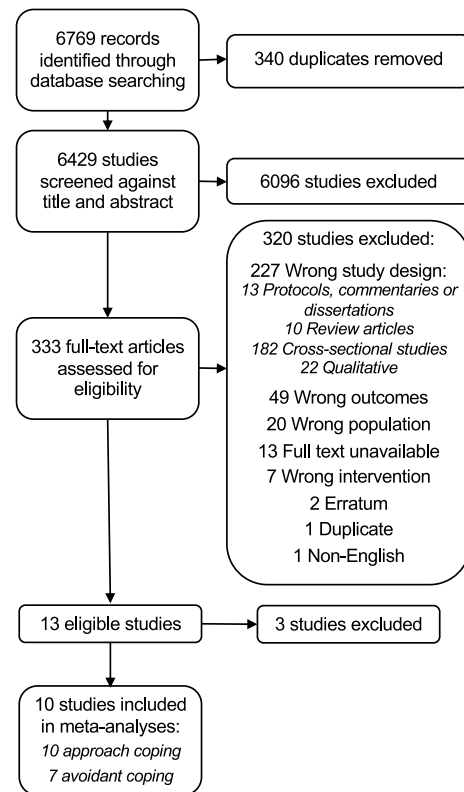 6769 records
identified through
database searching
340 duplicates removed
6429 studies
screened against
title and abstract
6096 studies excluded
333 full-text articles
assessed for
eligibility
320 studies excluded:
227 Wrong study design:
13 Protocols, commentaries or
dissertations
10 Review articles
182 Cross-sectional studies
22 Qualitative
49 Wrong outcomes
20 Wrong population
13 Full text unavailable
7 Wrong intervention
2 Erratum
1 Duplicate
1 Non-English
13 eligible studies
3 studies excluded
10 studies included
in meta-analyses:
10 approach coping
7 avoidant coping